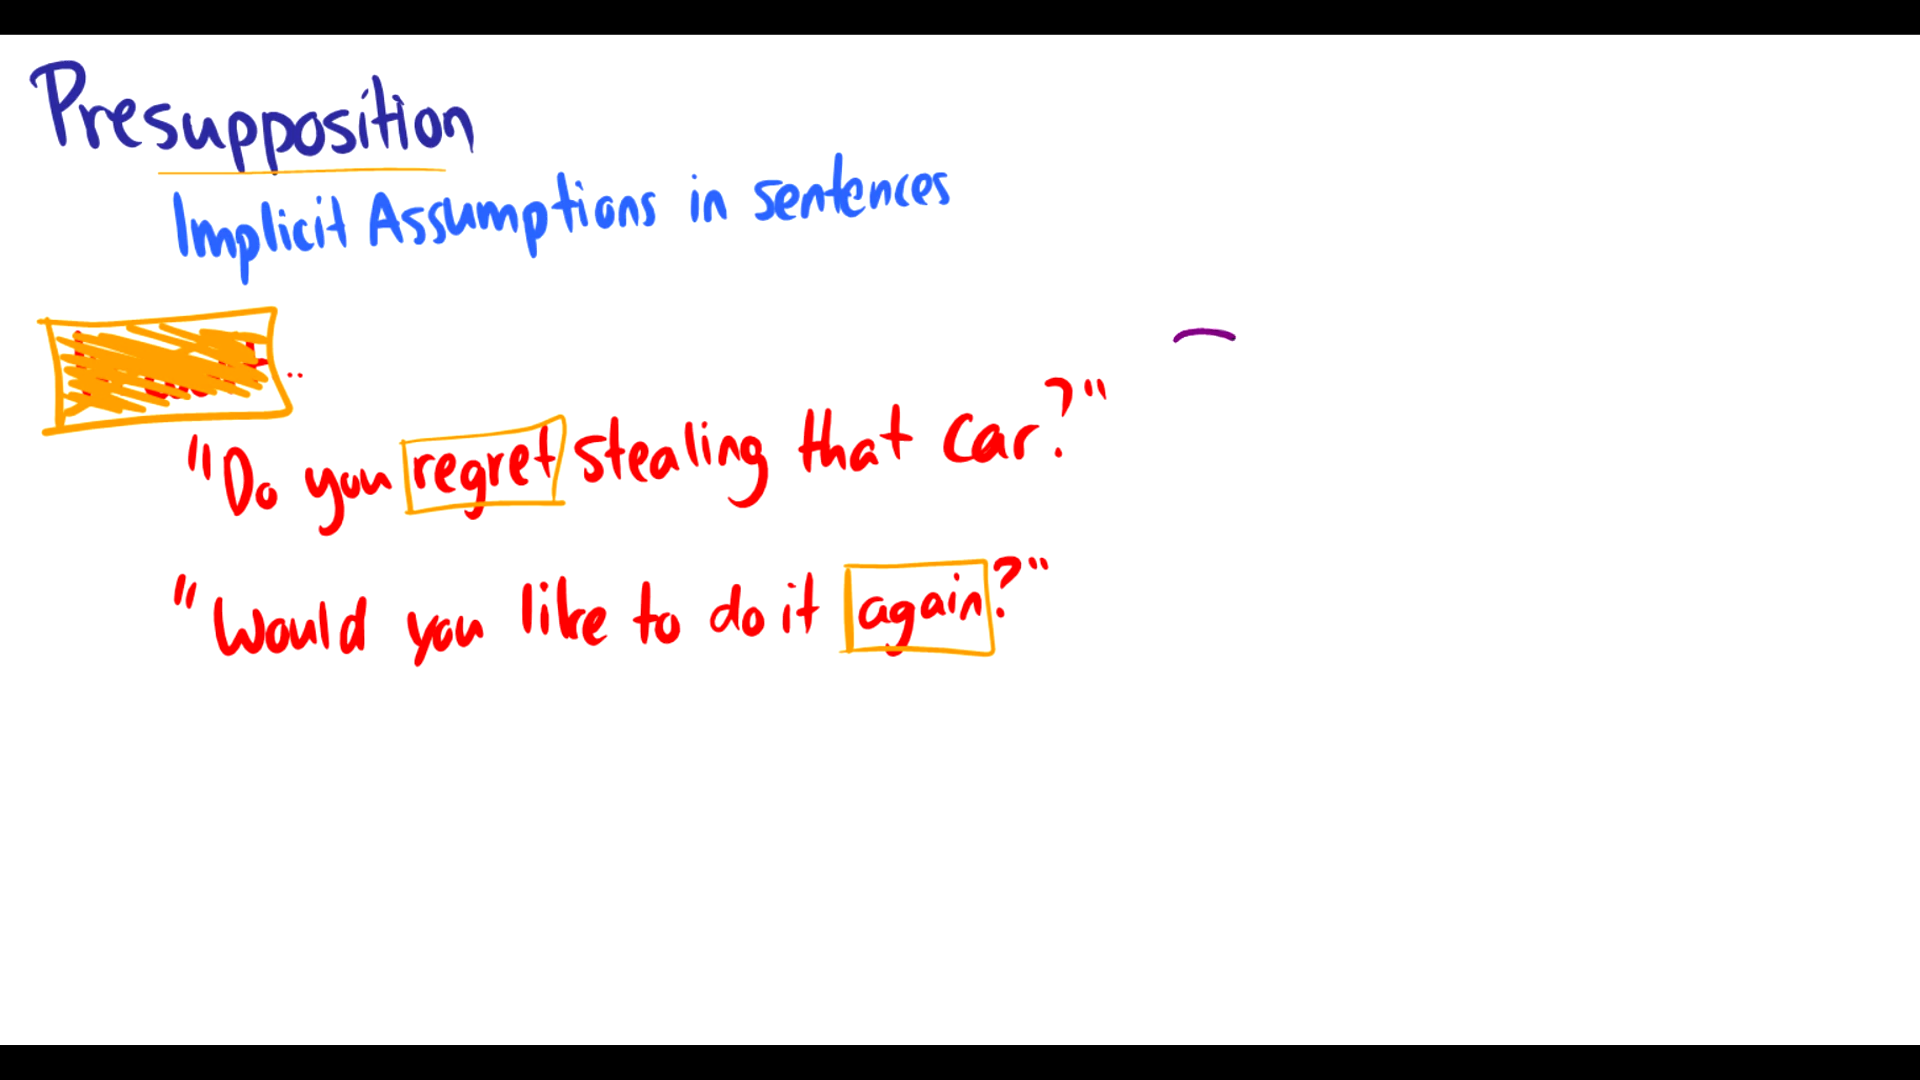 Presupposition
Implicit Assumptions in sentences
..
"Do you regret stealing that car?"
"Would you like to do it again?"